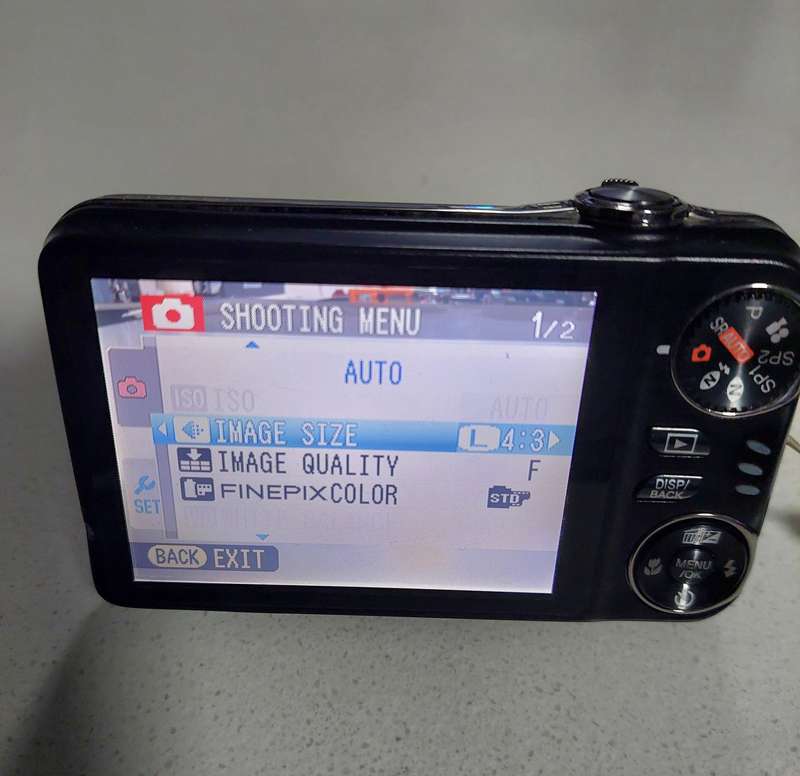 SHOOTING MENU 1/2
AUTO
ISO ISO AUTO
IMAGE SIZE L 4:3
IMAGE QUALITY F
FINEPIXCOLOR STD
SET
BACK EXIT
P
SR AUTO
SP2
SP1
N
N
DISP/
BACK
MENU
/OK